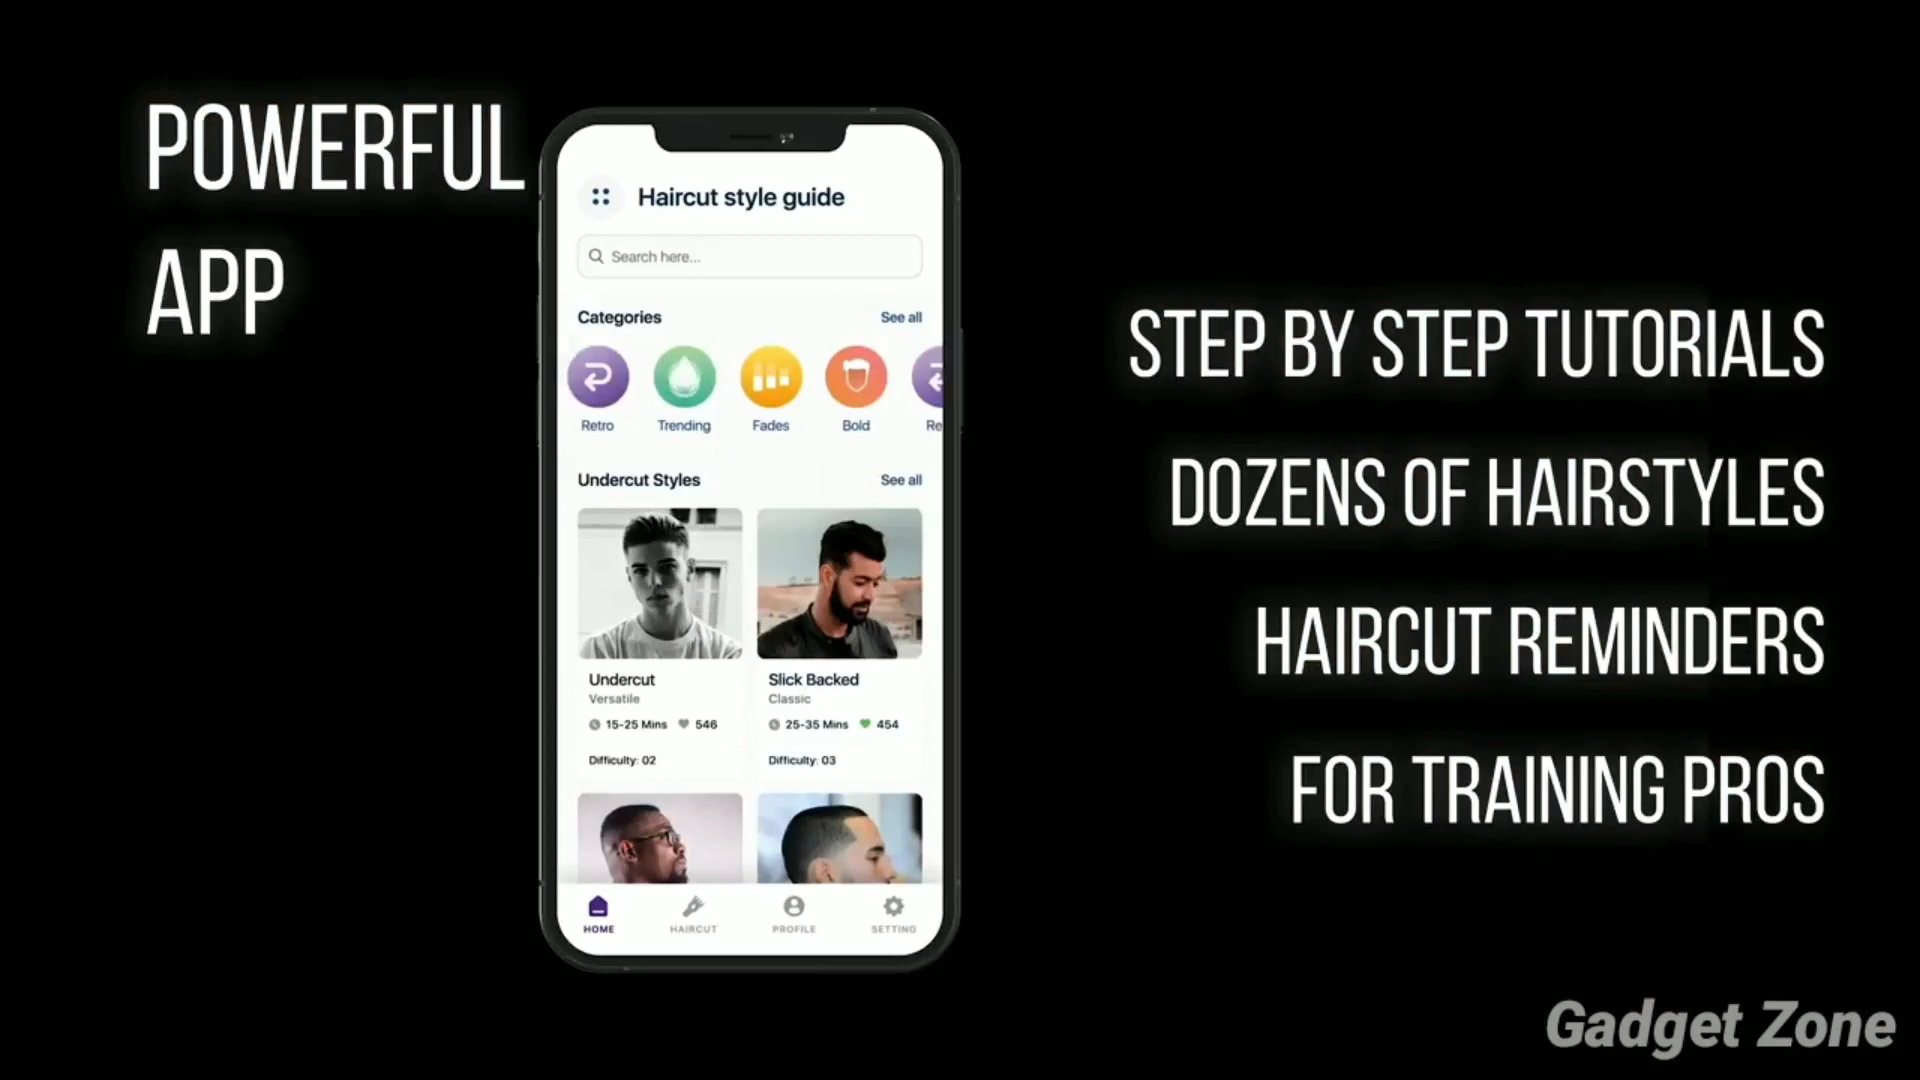 POWERFUL
APP
Haircut style guide
Search here...
Categories
See all
Retro
Trending
Fades
Bold
Re
Undercut Styles
See all
Undercut
Versatile
15-25 Mins 546
Difficulty: 02
Slick Backed
Classic
25-35 Mins 454
Difficulty: 03
HOME
HAIRCUT
PROFILE
SETTING
STEP BY STEP TUTORIALS
DOZENS OF HAIRSTYLES
HAIRCUT REMINDERS
FOR TRAINING PROS
Gadget Zone